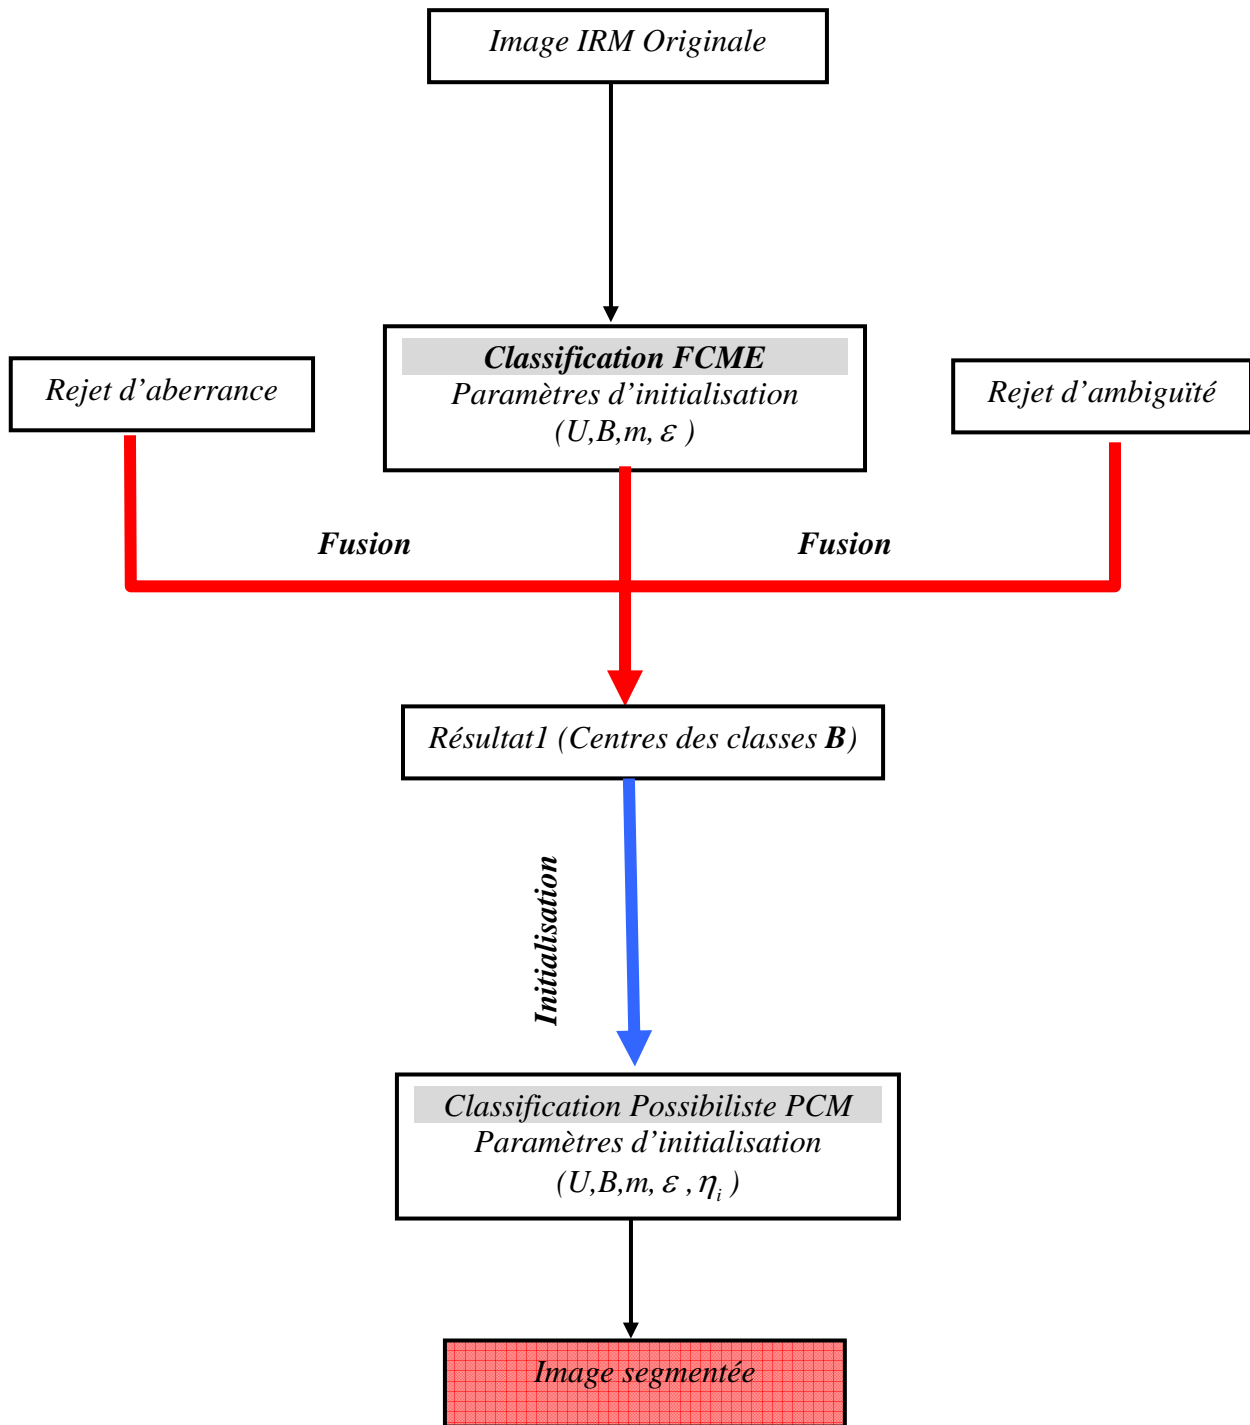 Image IRM Originale
Classification FCME
Paramètres d'initialisation
(U,B,m, ε )
Rejet d'aberrance
Rejet d'ambiguïté
Fusion
Fusion
Résultat1 (Centres des classes B)
Initialisation
Classification Possibiliste PCM
Paramètres d'initialisation
(U,B,m, ε , η_i )
Image segmentée